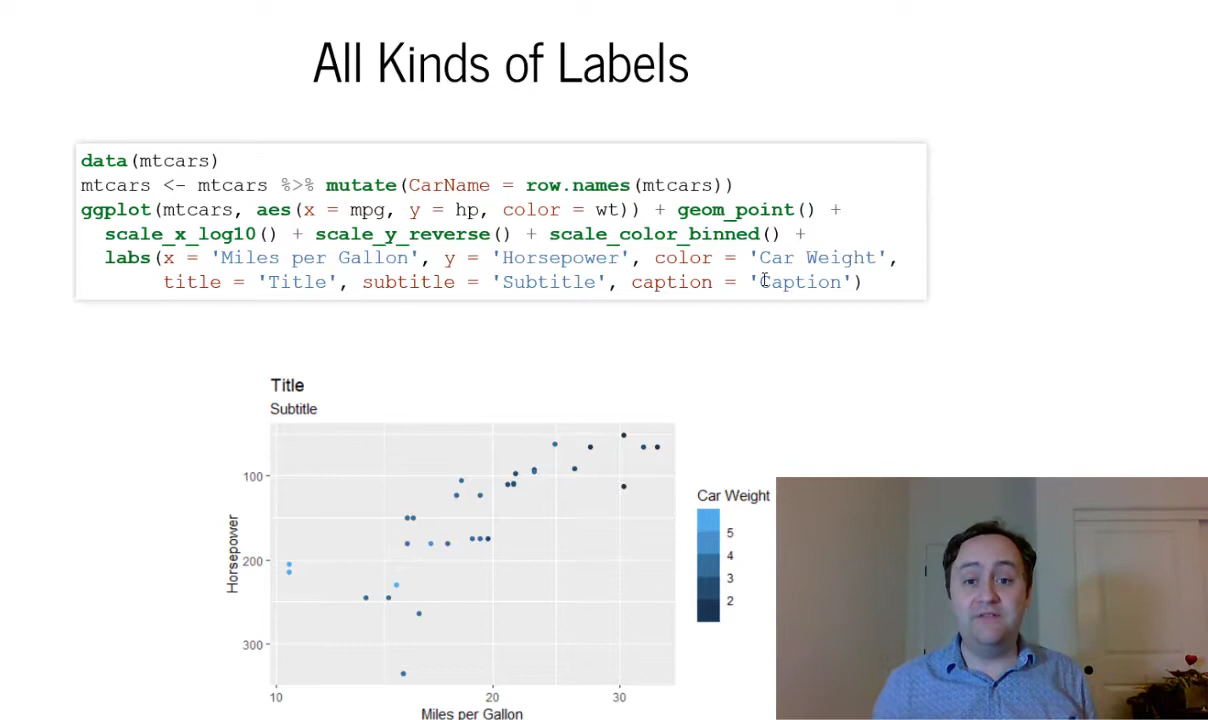 All Kinds of Labels
data(mtcars)
mtcars <- mtcars %>% mutate(CarName = row.names(mtcars))
ggplot(mtcars, aes(x = mpg, y = hp, color = wt)) + geom_point() +
scale_x_log10() + scale_y_reverse() + scale_color_binned() +
labs(x = 'Miles per Gallon', y = 'Horsepower', color = 'Car Weight',
title = 'Title', subtitle = 'Subtitle', caption = 'Caption')
Title
Subtitle
100
200
300
Horsepower
10 20 30
Miles per Gallon
Car Weight
5
4
3
2